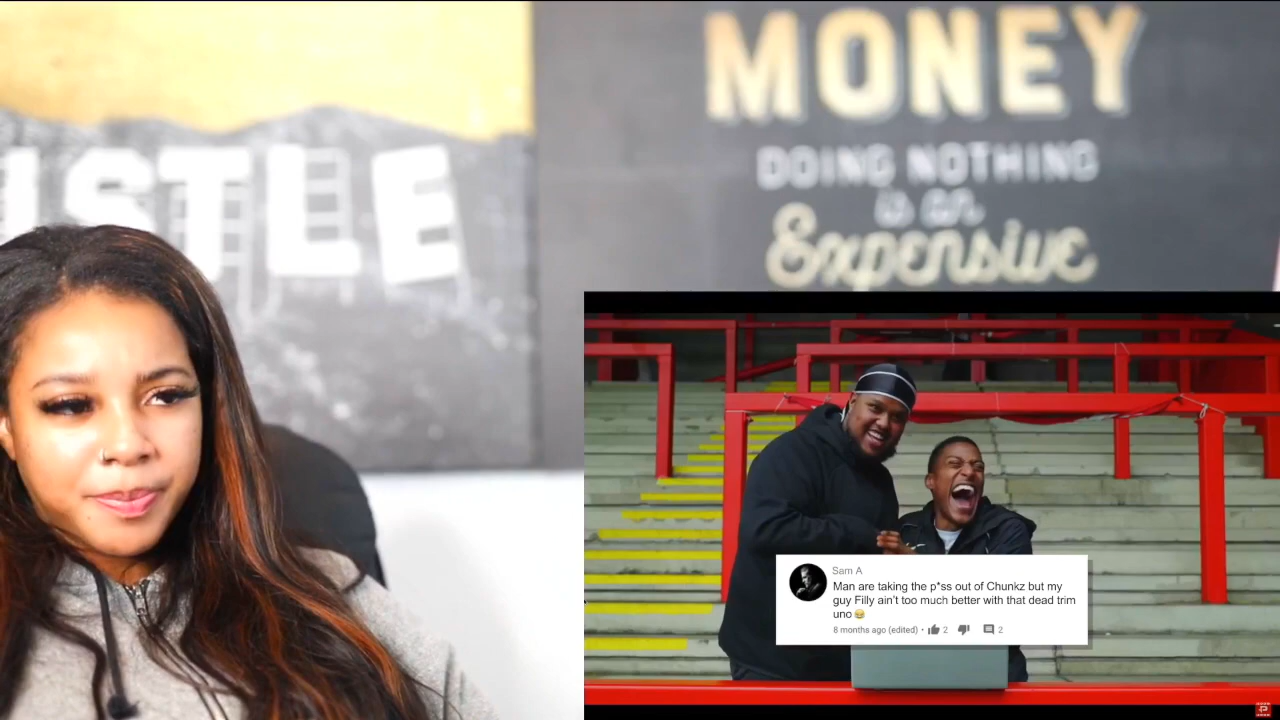 USTLE
MONEY
DOING NOTHING
is an
Expensive
Sam A
Man are taking the p*ss out of Chunkz but my
guy Filly ain't too much better with that dead trim
uno 😂
8 months ago (edited) • 2 2